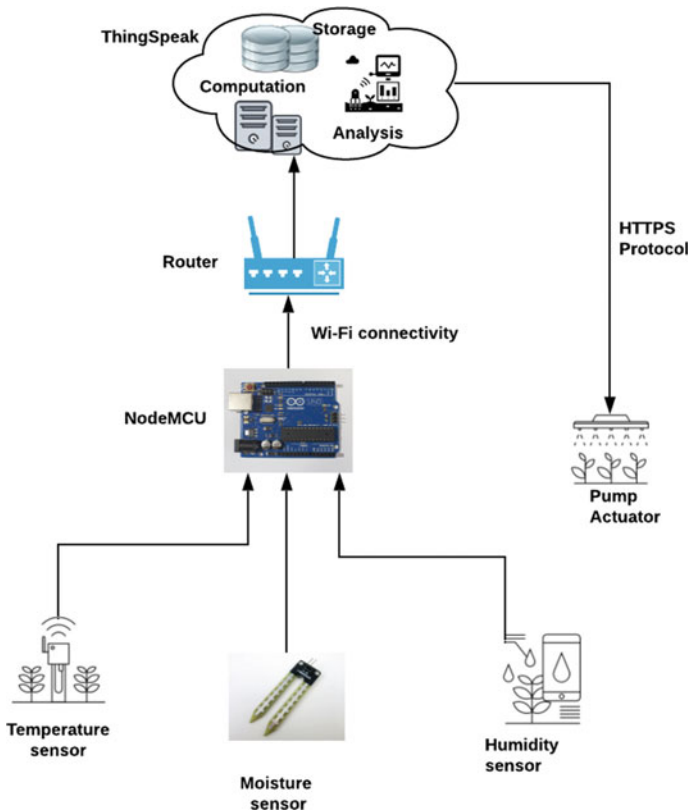 ThingSpeak
Storage
Computation
Analysis
Router
HTTPS
Protocol
Wi-Fi connectivity
NodeMCU
UNO
Pump
Actuator
Temperature
sensor
Moisture
sensor
Humidity
sensor